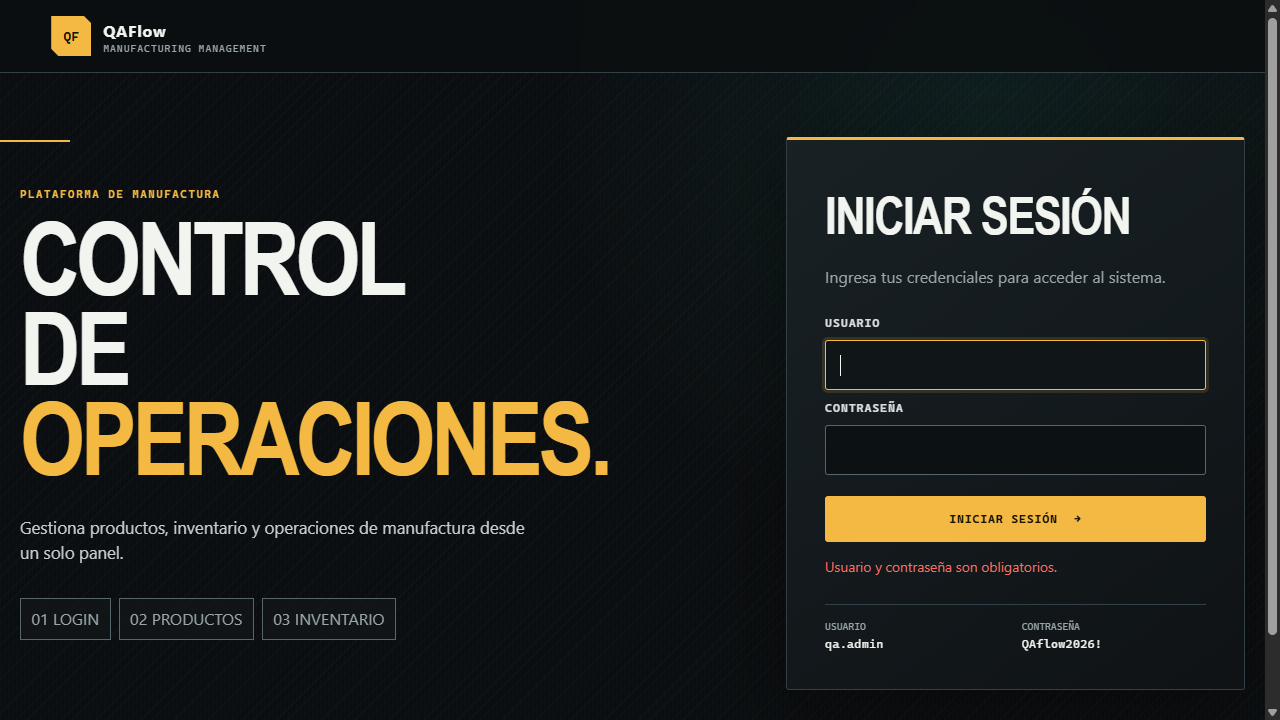 QF
QAFlow
MANUFACTURING MANAGEMENT
PLATAFORMA DE MANUFACTURA
CONTROL
DE
OPERACIONES.
Gestiona productos, inventario y operaciones de manufactura desde
un solo panel.
01 LOGIN
02 PRODUCTOS
03 INVENTARIO
INICIAR SESIÓN
Ingresa tus credenciales para acceder al sistema.
USUARIO
CONTRASEÑA
INICIAR SESIÓN →
Usuario y contraseña son obligatorios.
USUARIO
qa.admin
CONTRASEÑA
QAflow2026!